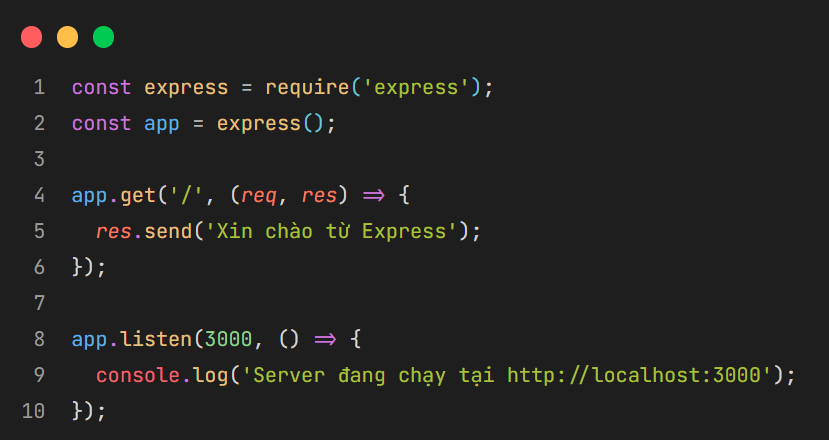 1 const express = require('express');
2 const app = express();
3
4 app.get('/', (req, res) => {
5   res.send('Xin chào từ Express');
6 });
7
8 app.listen(3000, () => {
9   console.log('Server đang chạy tại http://localhost:3000');
10 });